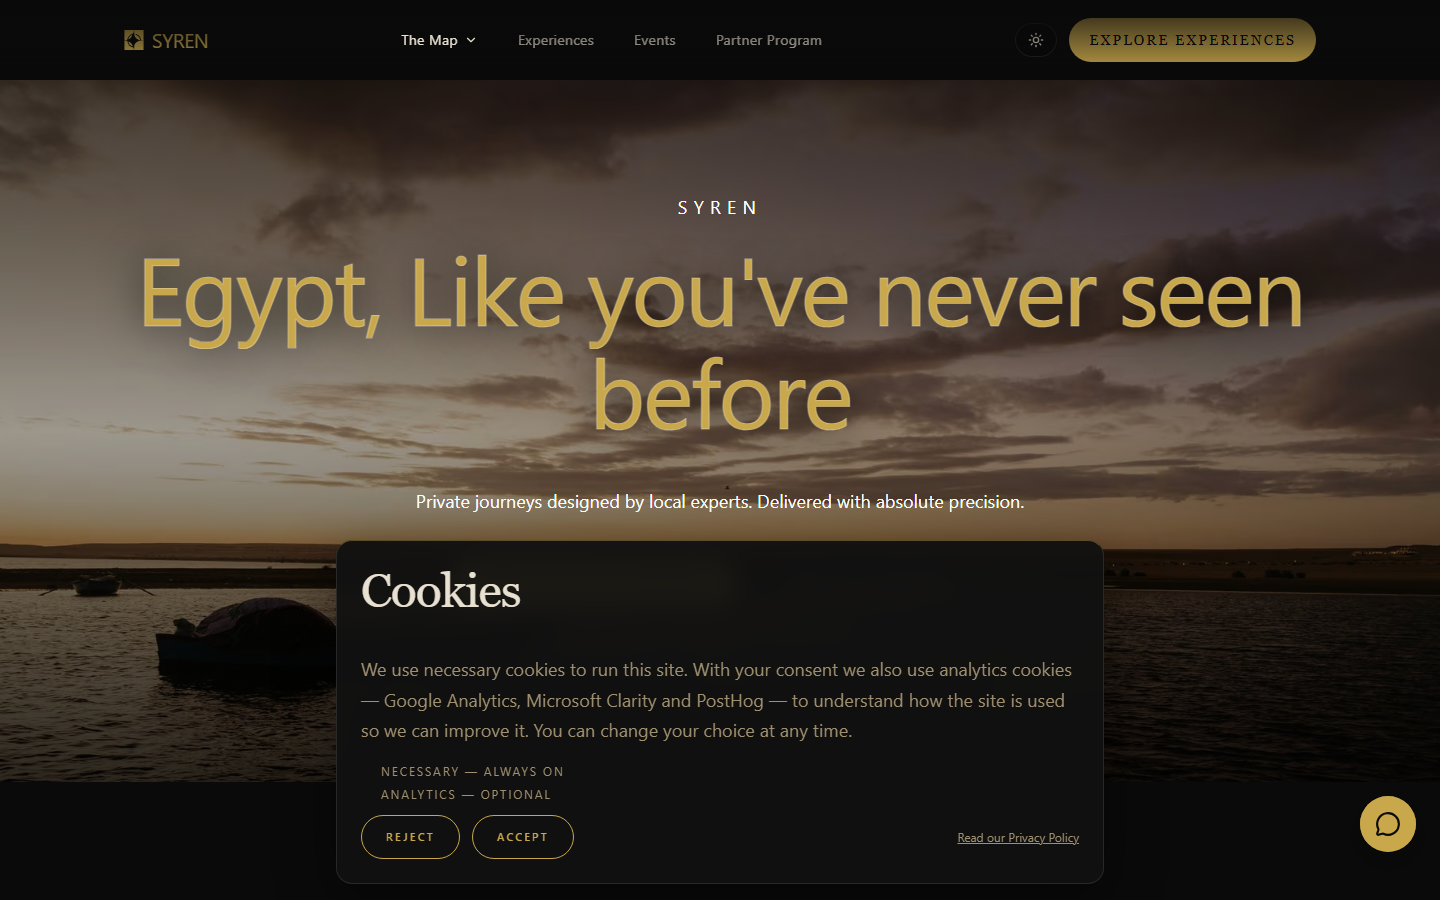 SYREN
The Map
Experiences
Events
Partner Program
EXPLORE EXPERIENCES
SYREN
Egypt, Like you've never seen
before
Private journeys designed by local experts. Delivered with absolute precision.
Cookies
We use necessary cookies to run this site. With your consent we also use analytics cookies
— Google Analytics, Microsoft Clarity and PostHog — to understand how the site is used
so we can improve it. You can change your choice at any time.
NECESSARY — ALWAYS ON
ANALYTICS — OPTIONAL
REJECT
ACCEPT
Read our Privacy Policy